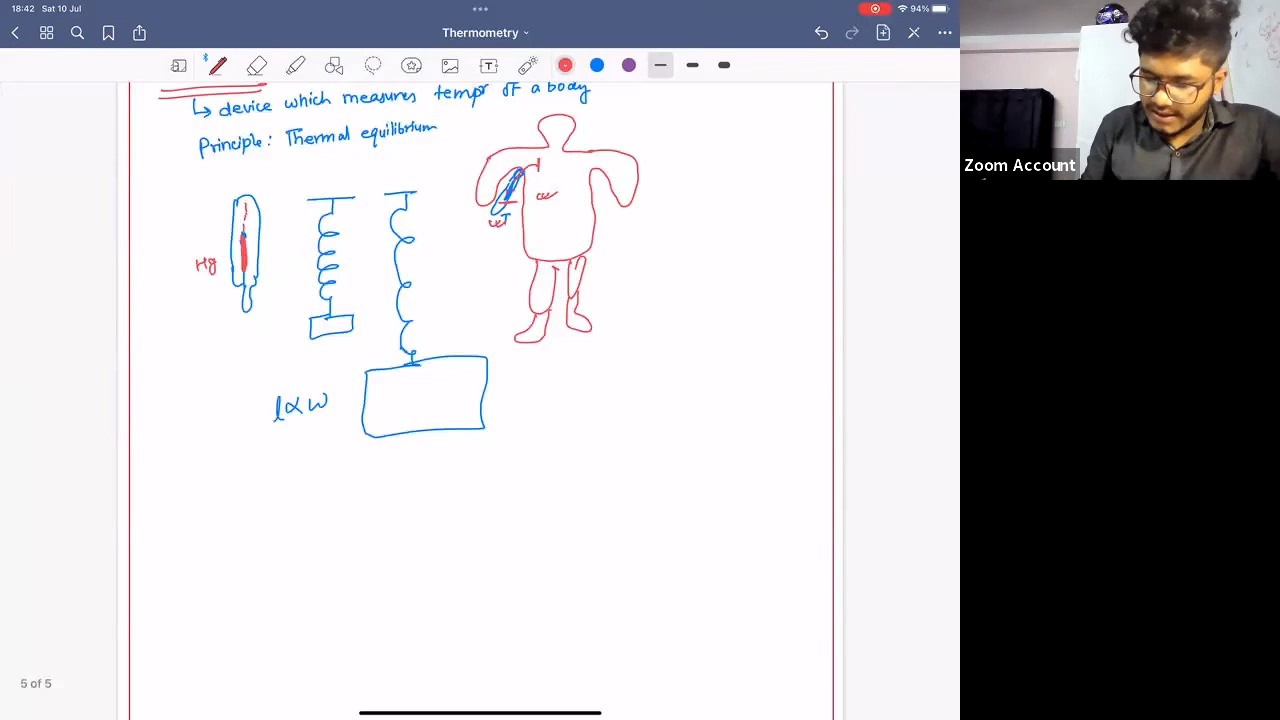 18:42 Sat 10 Jul
94%
Thermometry
T
↳ device which measures tempr of a body
Principle: Thermal equilibrium
T
Hg
l∝w
5 of 5
Zoom Account